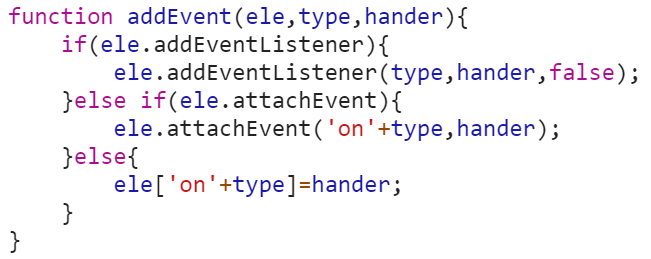 function addEvent(ele,type,hander){
    if(ele.addEventListener){
        ele.addEventListener(type,hander,false);
    }else if(ele.attachEvent){
        ele.attachEvent('on'+type,hander);
    }else{
        ele['on'+type]=hander;
    }
}